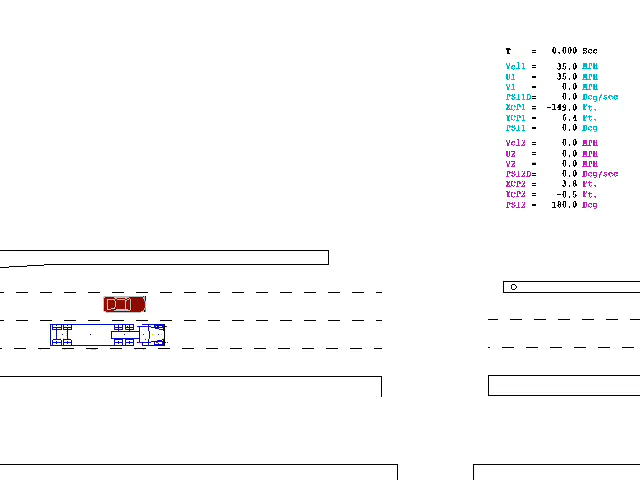 T = 0.000 Sec
Vel1 = 35.0 MPH
U1 = 35.0 MPH
V1 = 0.0 MPH
PSI1D= 0.0 Deg/sec
XCP1 = -149.0 Ft.
YCP1 = 6.4 Ft.
PSI1 = 0.0 Deg
Vel2 = 0.0 MPH
U2 = 0.0 MPH
V2 = 0.0 MPH
PSI2D= 0.0 Deg/sec
XCP2 = 3.8 Ft.
YCP2 = -0.5 Ft.
PSI2 = 180.0 Deg